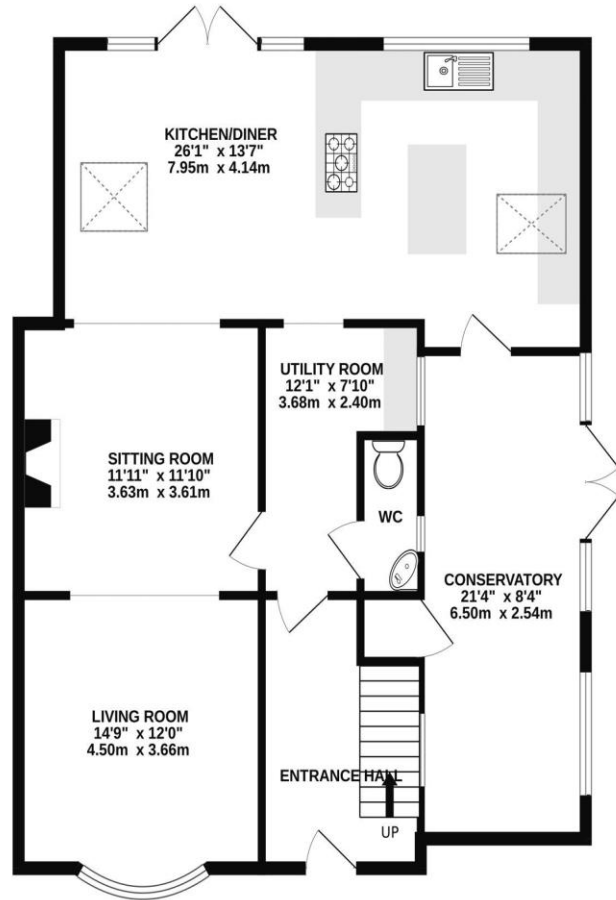 KITCHEN/DINER
26'1" x 13'7"
7.95m x 4.14m
UTILITY ROOM
12'1" x 7'10"
3.68m x 2.40m
SITTING ROOM
11'11" x 11'10"
3.63m x 3.61m
WC
CONSERVATORY
21'4" x 8'4"
6.50m x 2.54m
LIVING ROOM
14'9" x 12'0"
4.50m x 3.66m
ENTRANCE HALL
UP